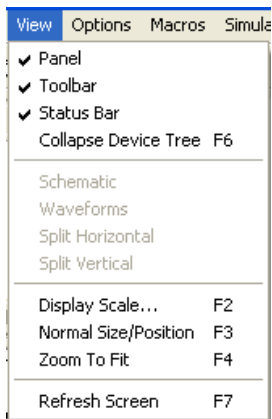 View Options Macros Simula
Panel
Toolbar
Status Bar
Collapse Device Tree F6
Schematic
Waveforms
Split Horizontal
Split Vertical
Display Scale... F2
Normal Size/Position F3
Zoom To Fit F4
Refresh Screen F7